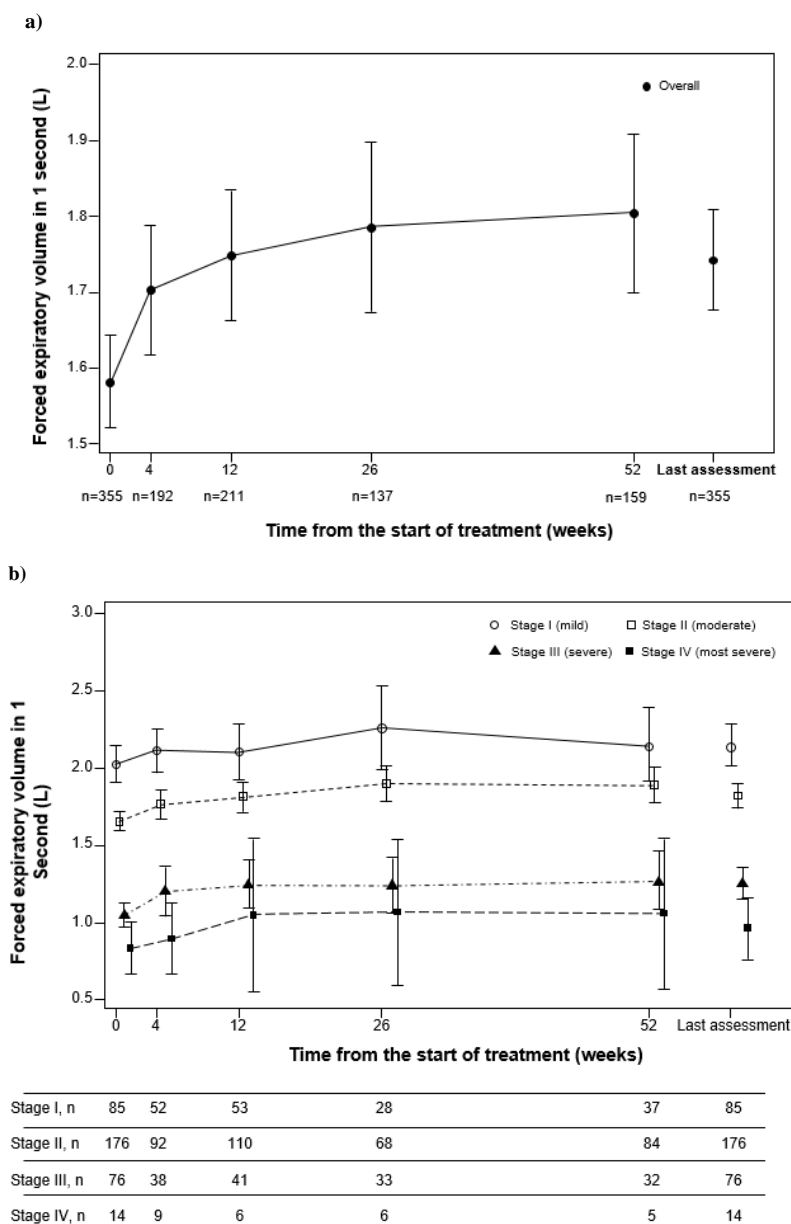 a)
Forced expiratory volume in 1 second (L)
2.0
1.9
1.8
1.7
1.6
1.5
Overall
0 4 12 26 52 Last assessment
n=355 n=192 n=211 n=137 n=159 n=355
Time from the start of treatment (weeks)
b)
Forced expiratory volume in 1
Second (L)
3.0
2.5
2.0
1.5
1.0
0.5
Stage I (mild) Stage II (moderate)
Stage III (severe) Stage IV (most severe)
0 4 12 26 52 Last assessment
Time from the start of treatment (weeks)
Stage I, n 85 52 53 28 37 85
Stage II, n 176 92 110 68 84 176
Stage III, n 76 38 41 33 32 76
Stage IV, n 14 9 6 6 5 14